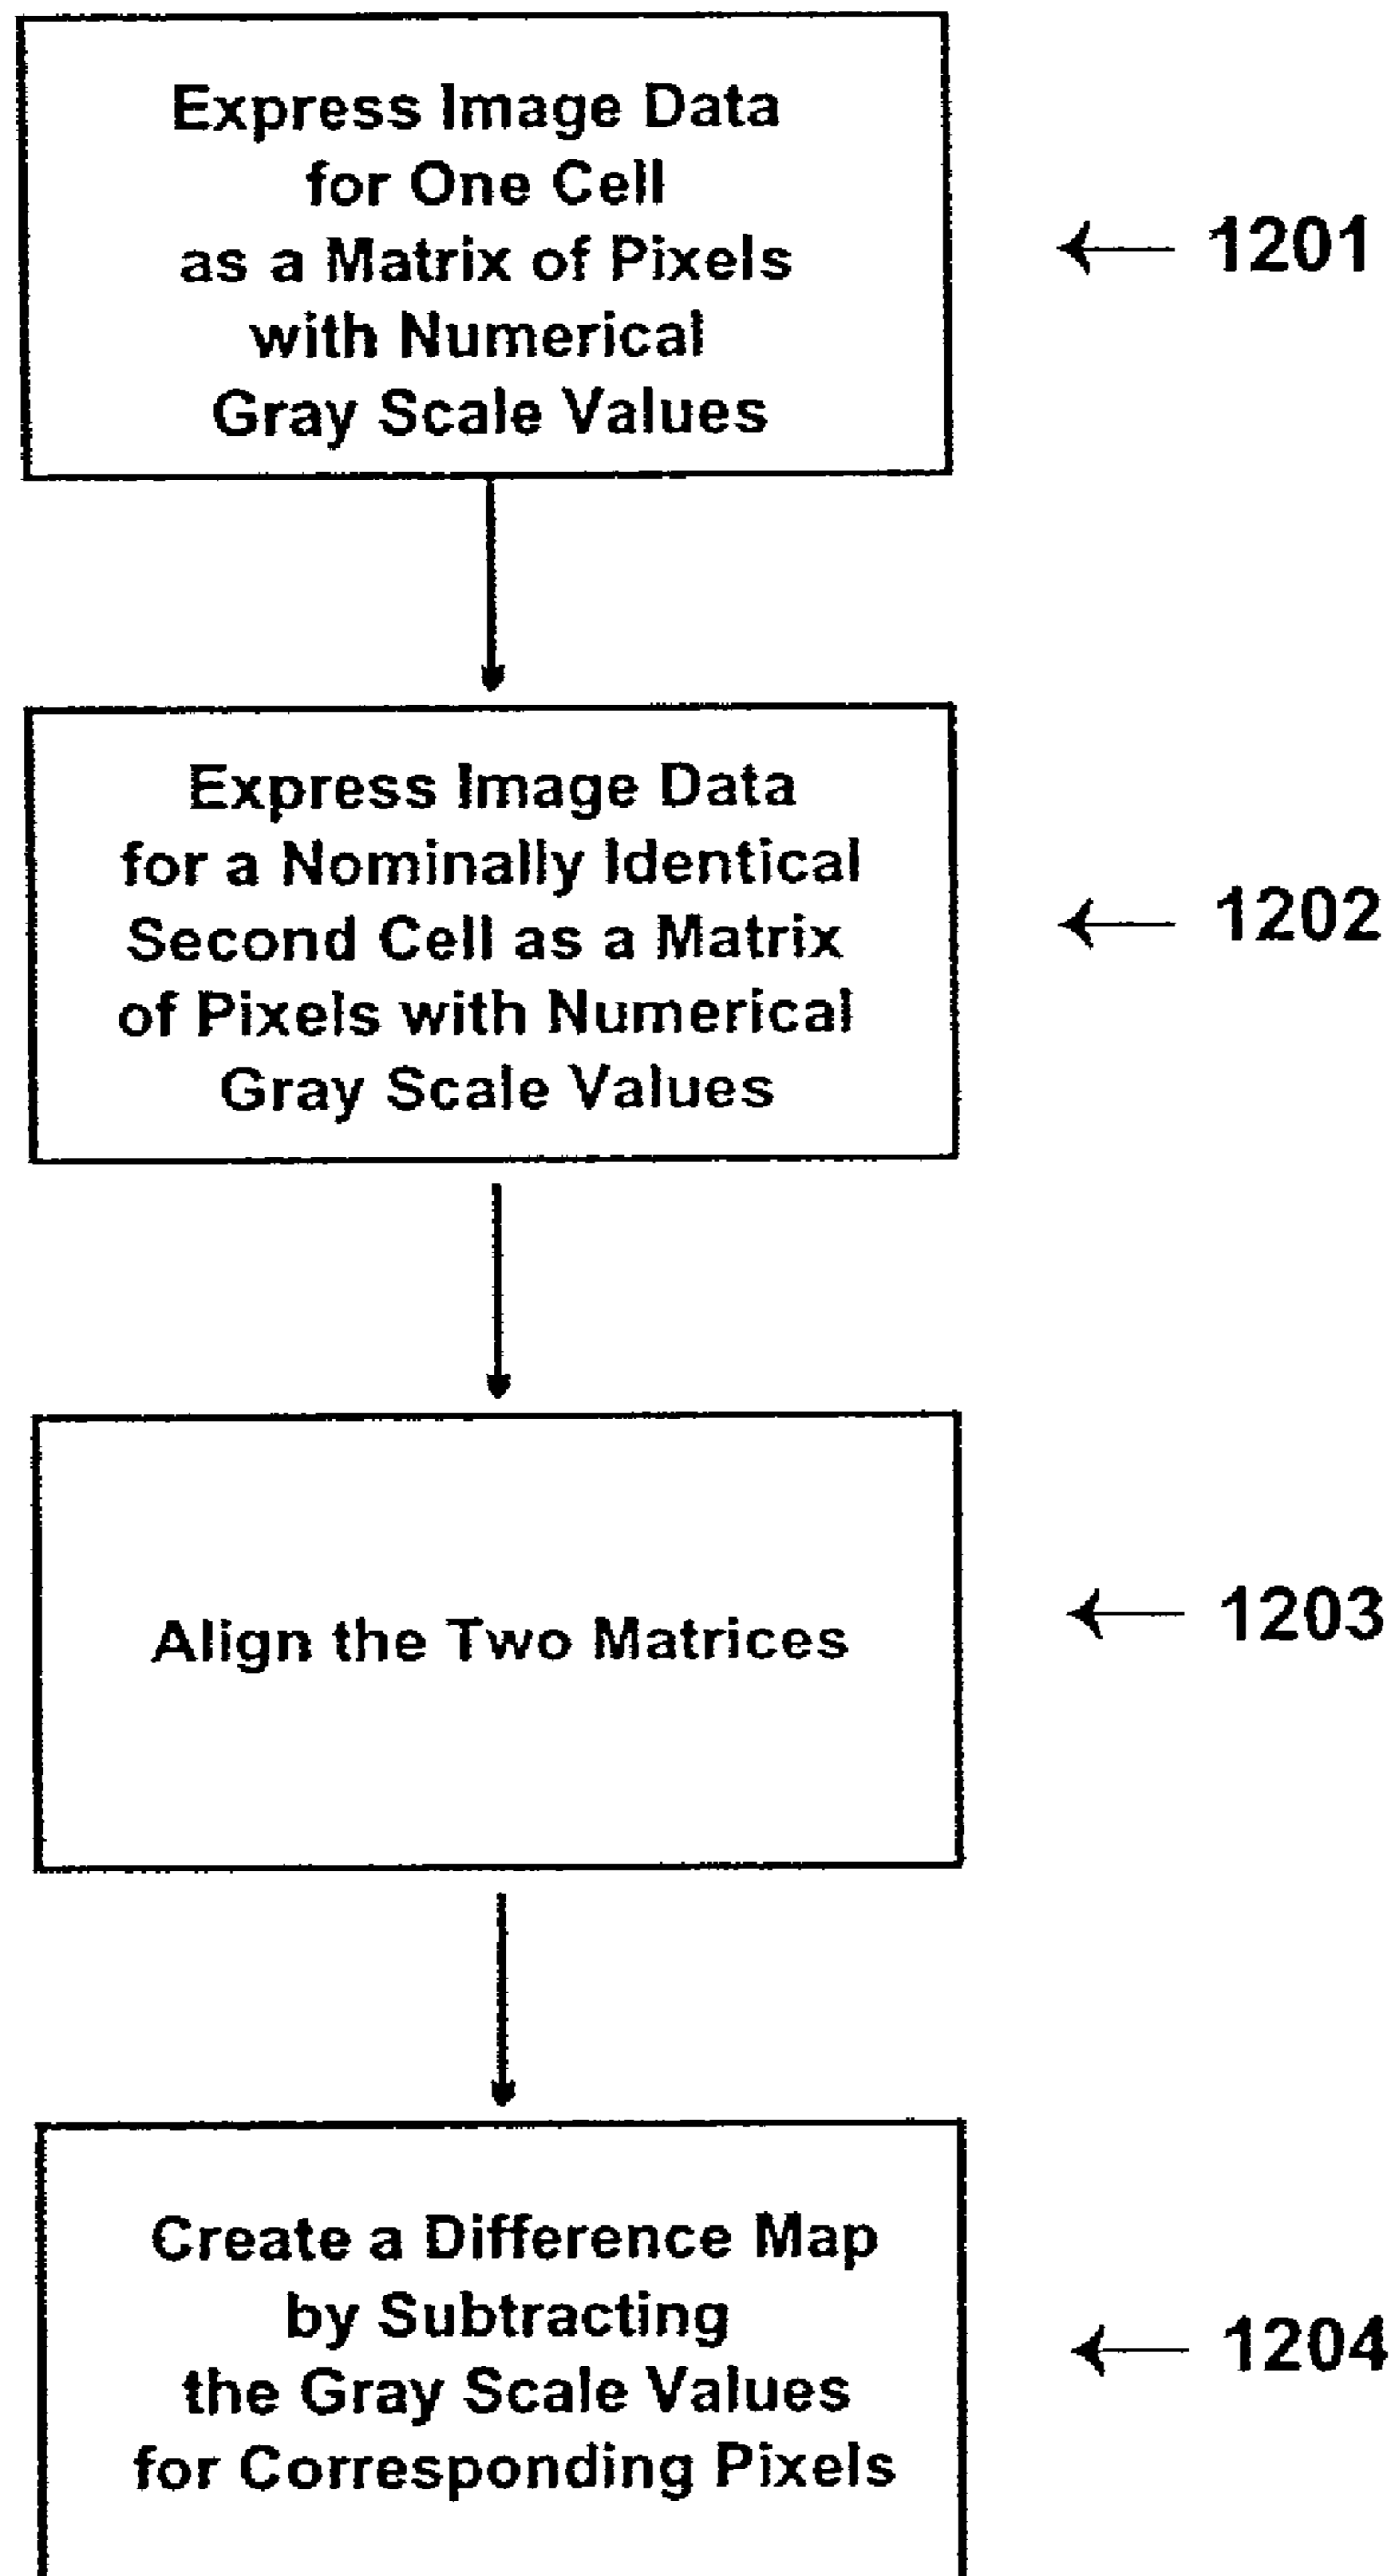 Express Image Data
for One Cell
as a Matrix of Pixels
with Numerical
Gray Scale Values
1201
Express Image Data
for a Nominally Identical
Second Cell as a Matrix
of Pixels with Numerical
Gray Scale Values
1202
Align the Two Matrices
1203
Create a Difference Map
by Subtracting
the Gray Scale Values
for Corresponding Pixels
1204